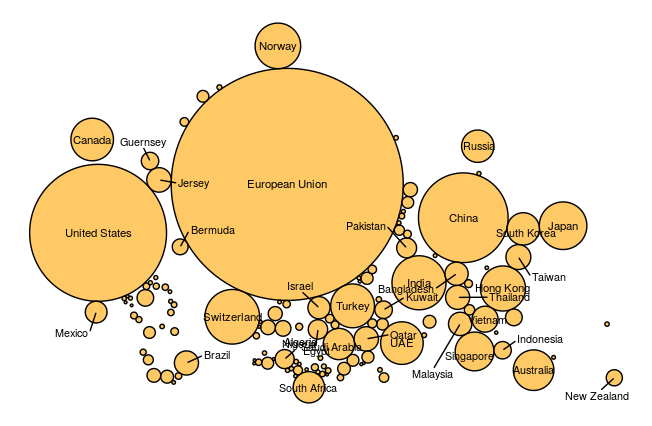 Norway
Canada
Guernsey
Russia
Jersey
European Union
Pakistan
China
Japan
South Korea
United States
Bermuda
Taiwan
Israel
India
Bangladesh
Hong Kong
Kuwait
Thailand
Switzerland
Turkey
Vietnam
Mexico
Qatar
Algeria
Saudi Arabia
UAE
Egypt
Indonesia
Singapore
Brazil
Malaysia
Australia
South Africa
New Zealand